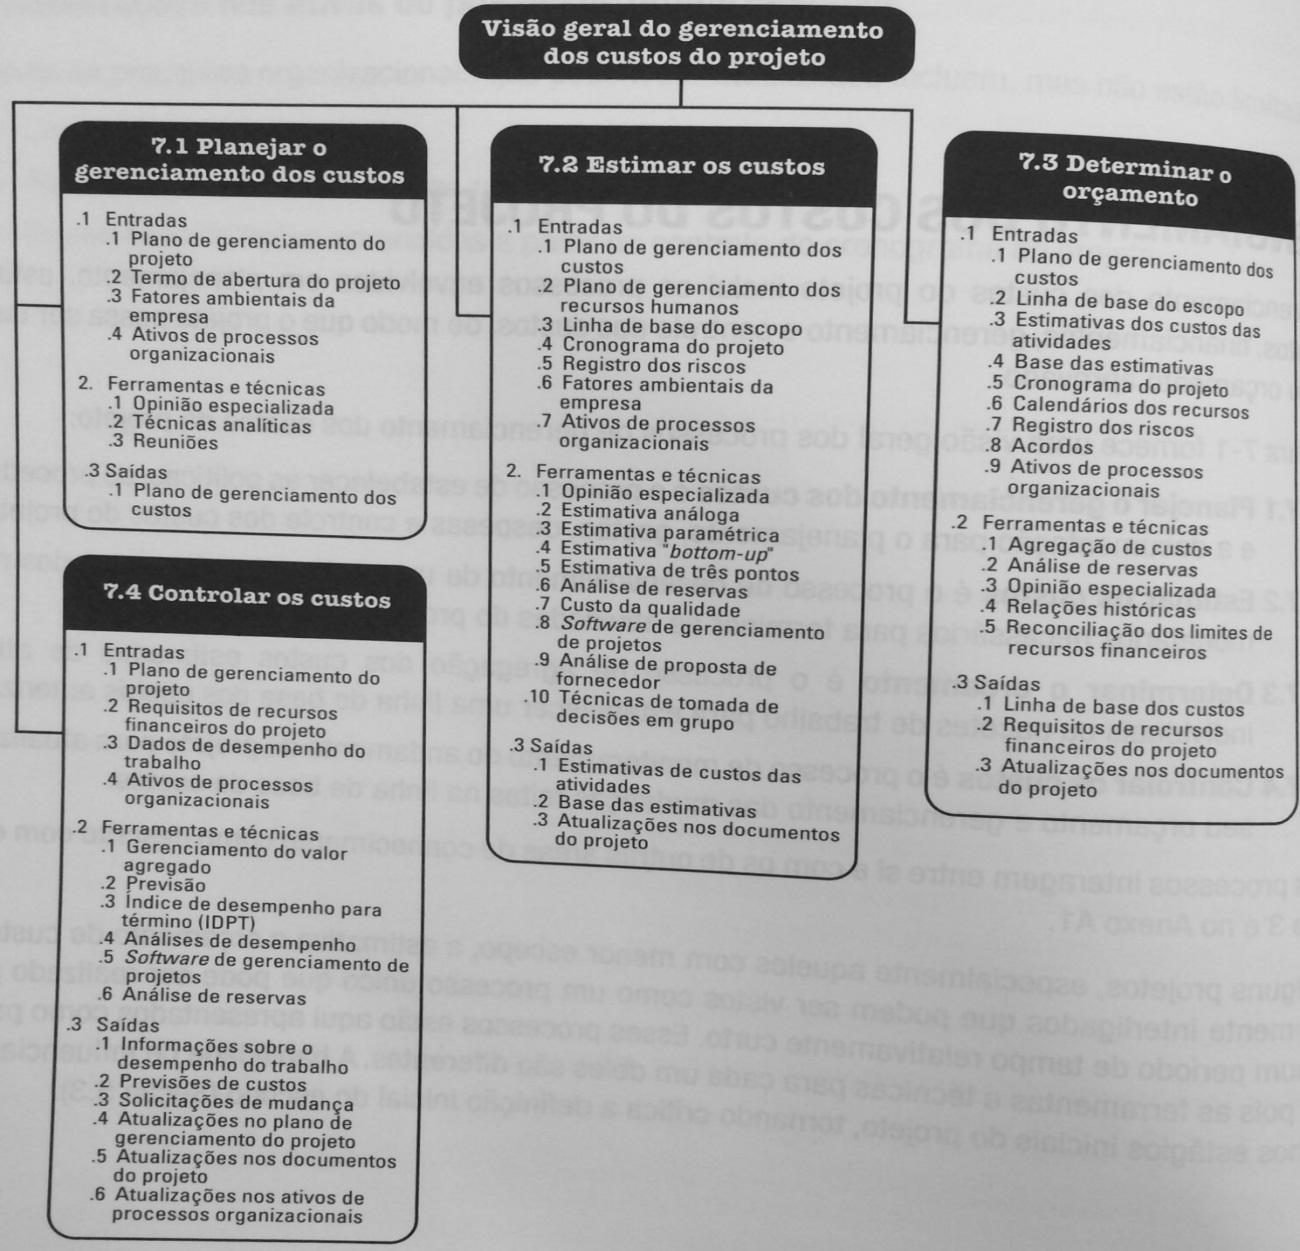 Visão geral do gerenciamento
dos custos do projeto
7.1 Planejar o
gerenciamento dos custos
.1 Entradas
.1 Plano de gerenciamento do
projeto
.2 Termo de abertura do projeto
.3 Fatores ambientais da
empresa
.4 Ativos de processos
organizacionais
2. Ferramentas e técnicas
.1 Opinião especializada
.2 Técnicas analíticas
.3 Reuniões
.3 Saídas
.1 Plano de gerenciamento dos
custos
7.2 Estimar os custos
.1 Entradas
.1 Plano de gerenciamento dos
custos
.2 Plano de gerenciamento dos
recursos humanos
.3 Linha de base do escopo
.4 Cronograma do projeto
.5 Registro dos riscos
.6 Fatores ambientais da
empresa
.7 Ativos de processos
organizacionais
2. Ferramentas e técnicas
.1 Opinião especializada
.2 Estimativa análoga
.3 Estimativa paramétrica
.4 Estimativa "bottom-up"
.5 Estimativa de três pontos
.6 Análise de reservas
.7 Custo da qualidade
.8 Software de gerenciamento
de projetos
.9 Análise de proposta de
fornecedor
.10 Técnicas de tomada de
decisões em grupo
.3 Saídas
.1 Estimativas de custos das
atividades
.2 Base das estimativas
.3 Atualizações nos documentos
do projeto
7.3 Determinar o
orçamento
.1 Entradas
.1 Plano de gerenciamento dos
custos
.2 Linha de base do escopo
.3 Estimativas dos custos das
atividades
.4 Base das estimativas
.5 Cronograma do projeto
.6 Calendários dos recursos
.7 Registro dos riscos
.8 Acordos
.9 Ativos de processos
organizacionais
.2 Ferramentas e técnicas
.1 Agregação de custos
.2 Análise de reservas
.3 Opinião especializada
.4 Relações históricas
.5 Reconciliação dos limites de
recursos financeiros
.3 Saídas
.1 Linha de base dos custos
.2 Requisitos de recursos
financeiros do projeto
.3 Atualizações nos documentos
do projeto
7.4 Controlar os custos
.1 Entradas
.1 Plano de gerenciamento do
projeto
.2 Requisitos de recursos
financeiros do projeto
.3 Dados de desempenho do
trabalho
.4 Ativos de processos
organizacionais
.2 Ferramentas e técnicas
.1 Gerenciamento do valor
agregado
.2 Previsão
.3 Índice de desempenho para
término (IDPT)
.4 Análises de desempenho
.5 Software de gerenciamento de
projetos
.6 Análise de reservas
.3 Saídas
.1 Informações sobre o
desempenho do trabalho
.2 Previsões de custos
.3 Solicitações de mudança
.4 Atualizações no plano de
gerenciamento do projeto
.5 Atualizações nos documentos
do projeto
.6 Atualizações nos ativos de
processos organizacionais